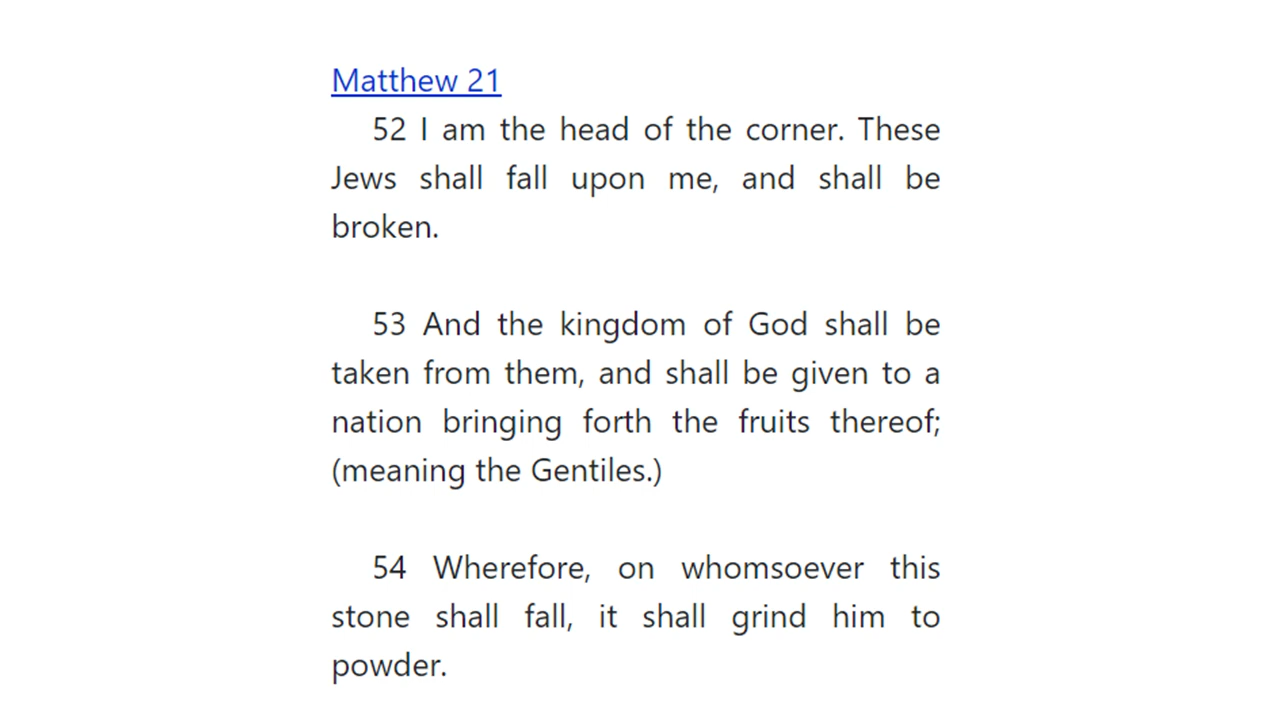 Matthew 21
52 I am the head of the corner. These
Jews shall fall upon me, and shall be
broken.
53 And the kingdom of God shall be
taken from them, and shall be given to a
nation bringing forth the fruits thereof;
(meaning the Gentiles.)
54 Wherefore, on whomsoever this
stone shall fall, it shall grind him to
powder.